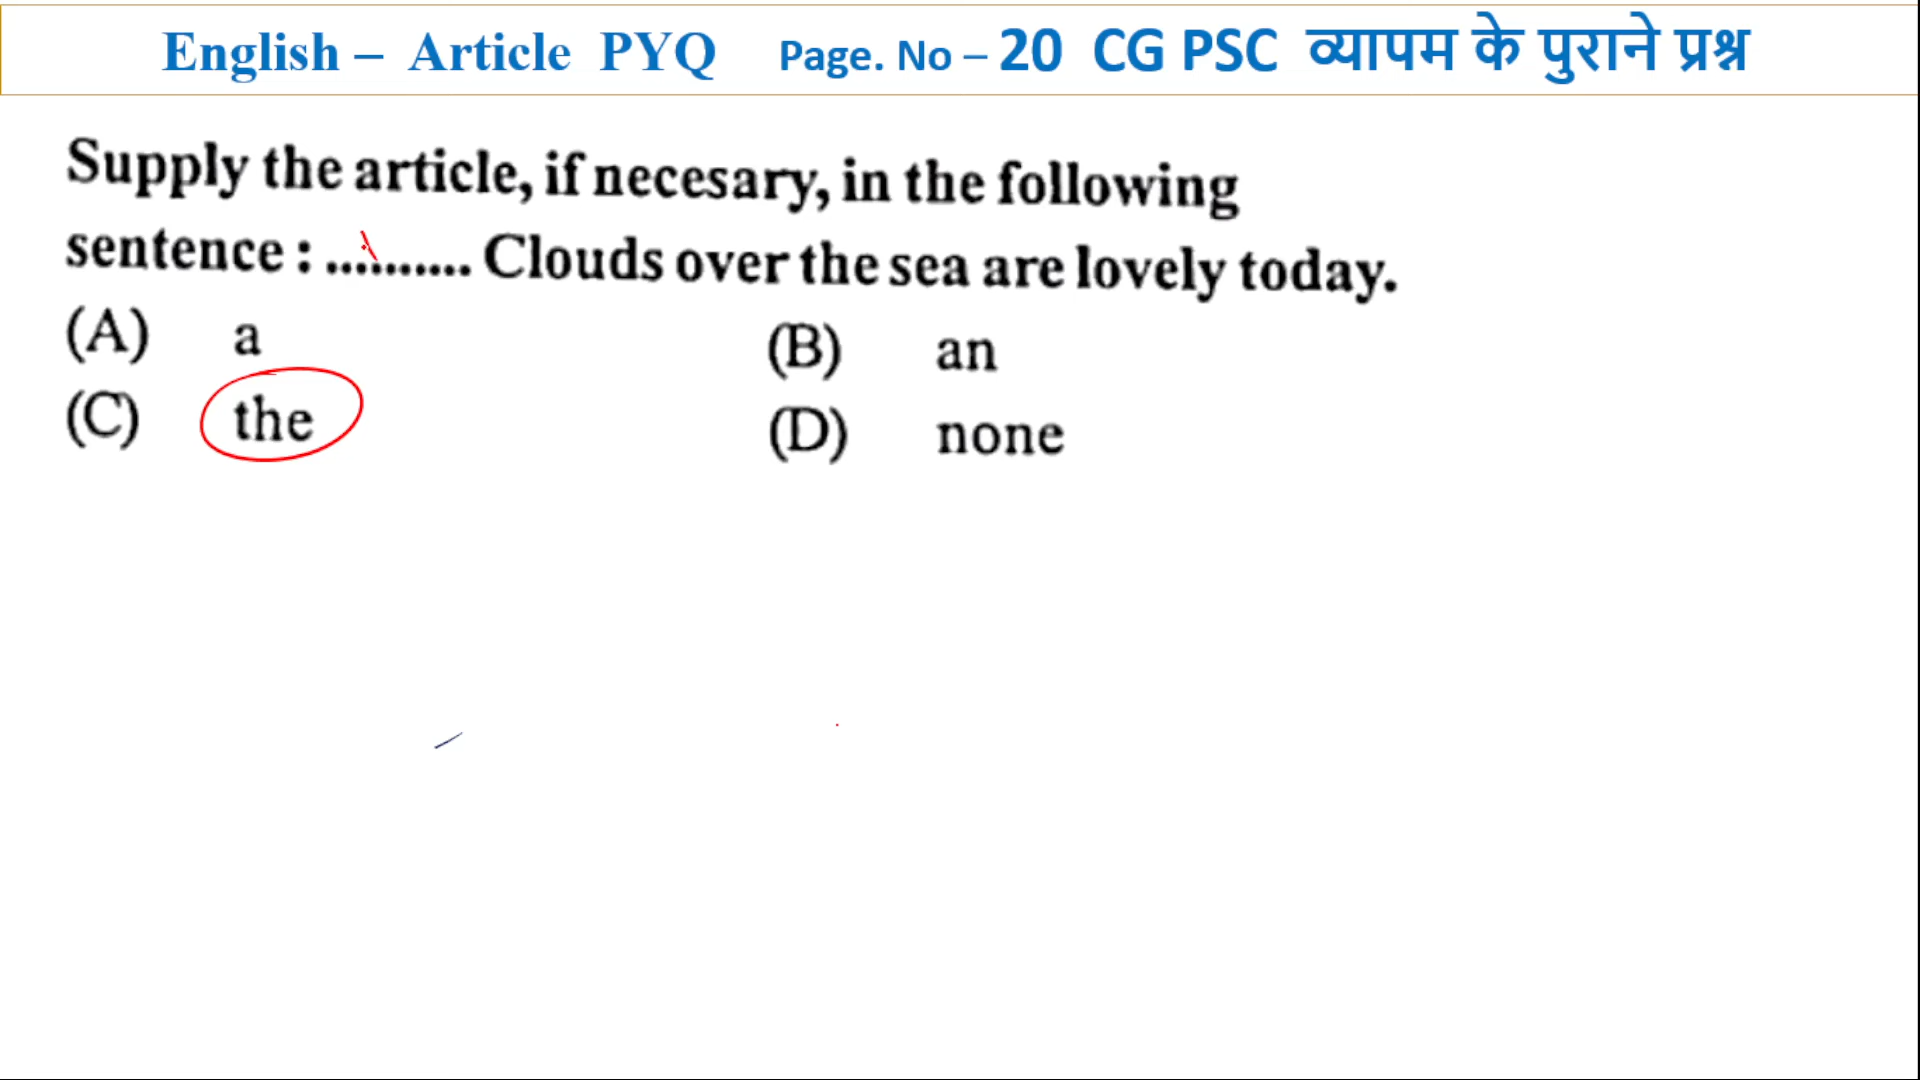 English – Article PYQ Page. No – 20 CG PSC व्यापम के पुराने प्रश्न
Supply the article, if necesary, in the following
sentence : .......... Clouds over the sea are lovely today.
(A) a (B) an
(C) the (D) none